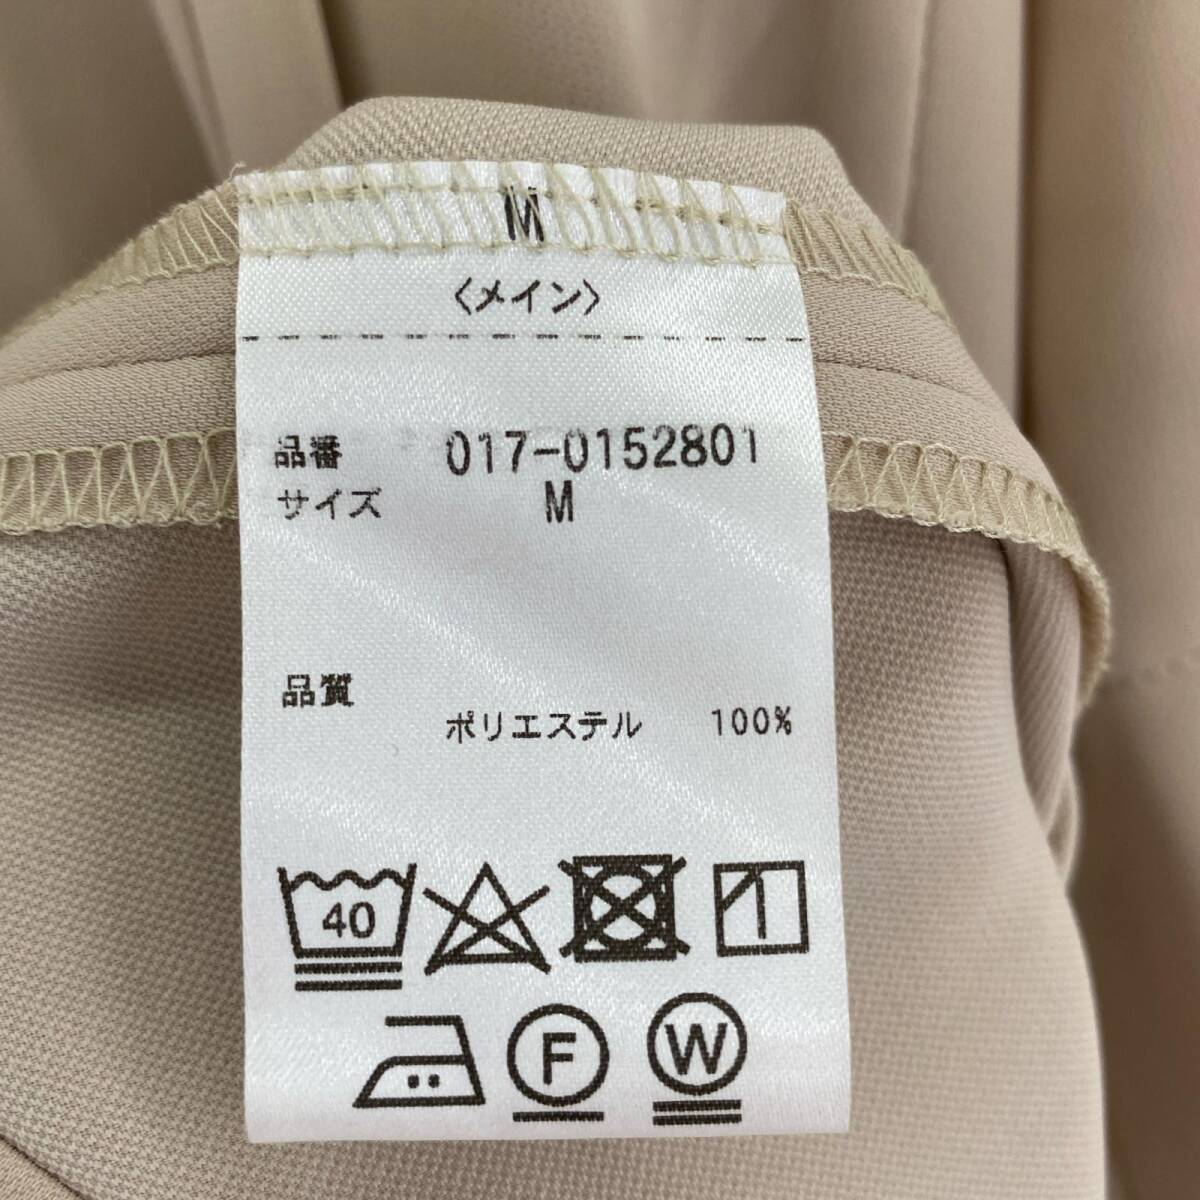 M
〈メイン〉
品番 017-0152801
サイズ M
品質
ポリエステル 100%
40
F W